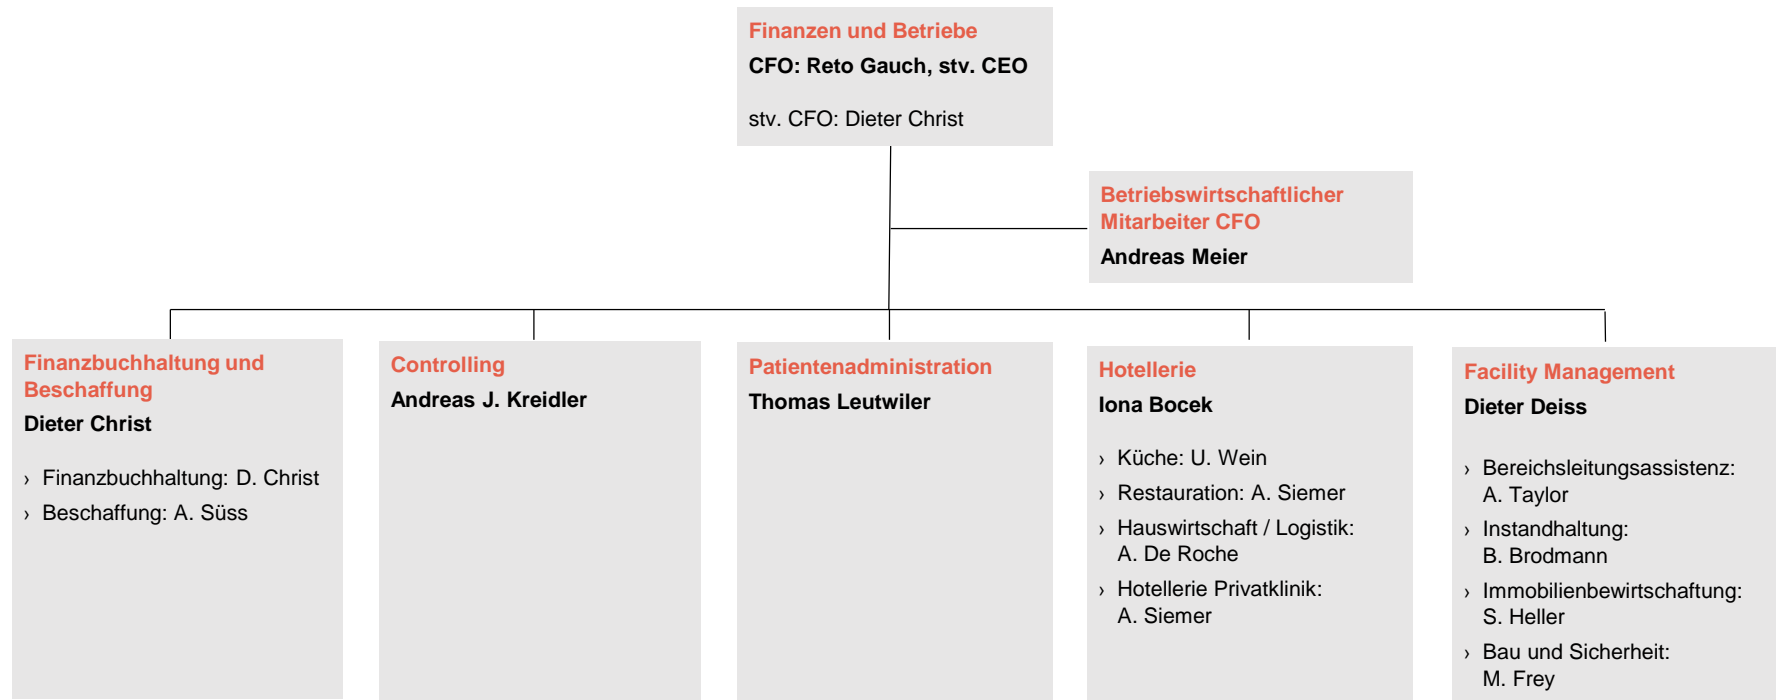 Finanzen und Betriebe
CFO: Reto Gauch, stv. CEO
stv. CFO: Dieter Christ
Betriebswirtschaftlicher
Mitarbeiter CFO
Andreas Meier
Finanzbuchhaltung und
Beschaffung
Dieter Christ
› Finanzbuchhaltung: D. Christ
› Beschaffung: A. Süss
Controlling
Andreas J. Kreidler
Patientenadministration
Thomas Leutwiler
Hotellerie
Iona Bocek
› Küche: U. Wein
› Restauration: A. Siemer
› Hauswirtschaft / Logistik:
A. De Roche
› Hotellerie Privatklinik:
A. Siemer
Facility Management
Dieter Deiss
› Bereichsleitungsassistenz:
A. Taylor
› Instandhaltung:
B. Brodmann
› Immobilienbewirtschaftung:
S. Heller
› Bau und Sicherheit:
M. Frey